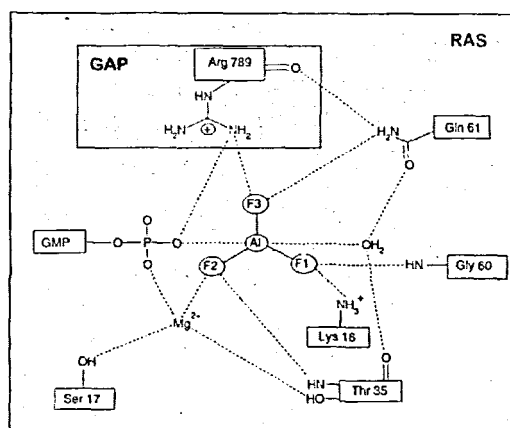 RAS
GAP
Arg 789
O
HN
H₂N
⊕
NH₂
H₂N
Gln 61
O
F3
O
GMP
O
P
O
Al
OH₂
O
F2
F1
HN
Gly 60
NH₃⁺
Mg²⁺
Lys 16
OH
O
HN
Thr 35
HO
Ser 17